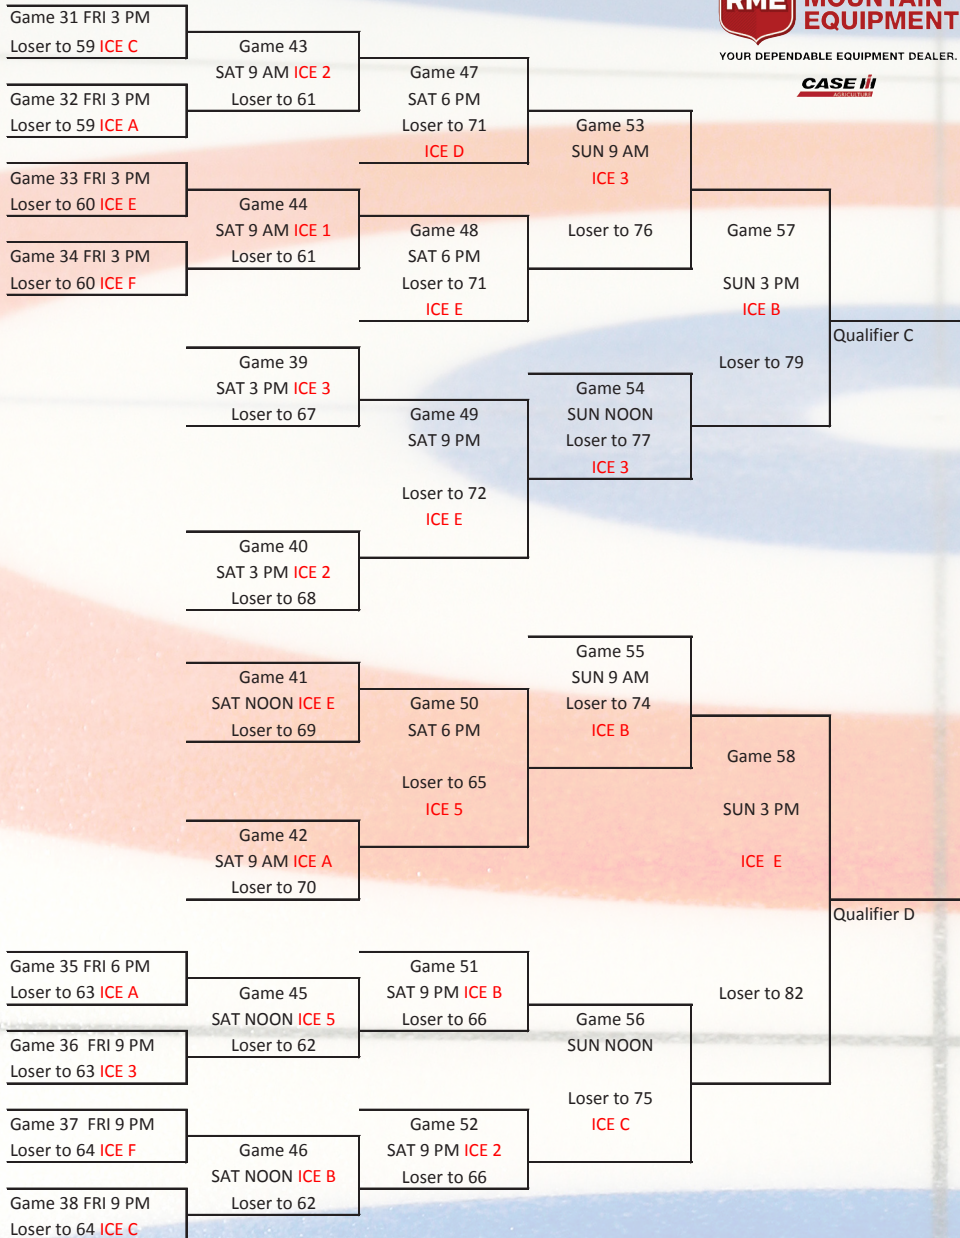 RME MOUNTAIN
EQUIPMENT
YOUR DEPENDABLE EQUIPMENT DEALER.
CASE IH
AGRICULTURE
Game 31 FRI 3 PM
Loser to 59 ICE C
Game 32 FRI 3 PM
Loser to 59 ICE A
Game 33 FRI 3 PM
Loser to 60 ICE E
Game 34 FRI 3 PM
Loser to 60 ICE F
Game 43
SAT 9 AM ICE 2
Loser to 61
Game 44
SAT 9 AM ICE 1
Loser to 61
Game 47
SAT 6 PM
Loser to 71
ICE D
Game 48
SAT 6 PM
Loser to 71
ICE E
Game 53
SUN 9 AM
ICE 3
Loser to 76
Game 57
SUN 3 PM
ICE B
Loser to 79
Qualifier C
Game 39
SAT 3 PM ICE 3
Loser to 67
Game 40
SAT 3 PM ICE 2
Loser to 68
Game 49
SAT 9 PM
Loser to 72
ICE E
Game 54
SUN NOON
Loser to 77
ICE 3
Game 41
SAT NOON ICE E
Loser to 69
Game 42
SAT 9 AM ICE A
Loser to 70
Game 50
SAT 6 PM
Loser to 65
ICE 5
Game 55
SUN 9 AM
Loser to 74
ICE B
Game 58
SUN 3 PM
ICE E
Loser to 82
Qualifier D
Game 35 FRI 6 PM
Loser to 63 ICE A
Game 36 FRI 9 PM
Loser to 63 ICE 3
Game 37 FRI 9 PM
Loser to 64 ICE F
Game 38 FRI 9 PM
Loser to 64 ICE C
Game 45
SAT NOON ICE 5
Loser to 62
Game 46
SAT NOON ICE B
Loser to 62
Game 51
SAT 9 PM ICE B
Loser to 66
Game 52
SAT 9 PM ICE 2
Loser to 66
Game 56
SUN NOON
Loser to 75
ICE C